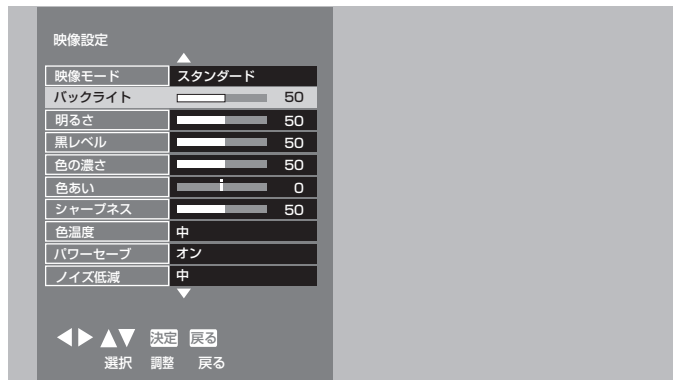 映像設定
映像モード スタンダード
バックライト 50
明るさ 50
黒レベル 50
色の濃さ 50
色あい 0
シャープネス 50
色温度 中
パワーセーブ オン
ノイズ低減 中
決定 戻る
選択 調整 戻る